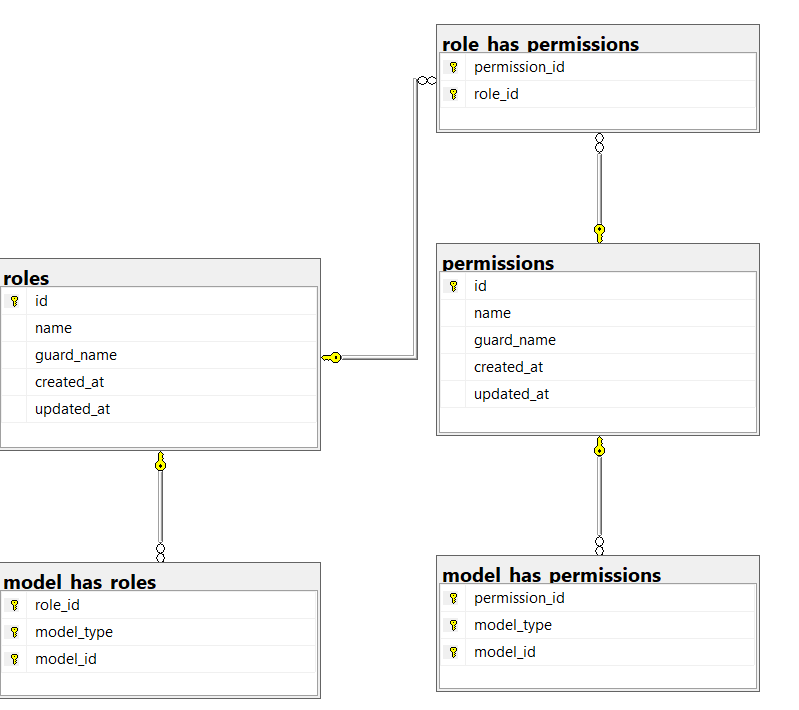 role_has_permissions
permission_id
role_id
roles
id
name
guard_name
created_at
updated_at
permissions
id
name
guard_name
created_at
updated_at
model_has_roles
role_id
model_type
model_id
model_has_permissions
permission_id
model_type
model_id